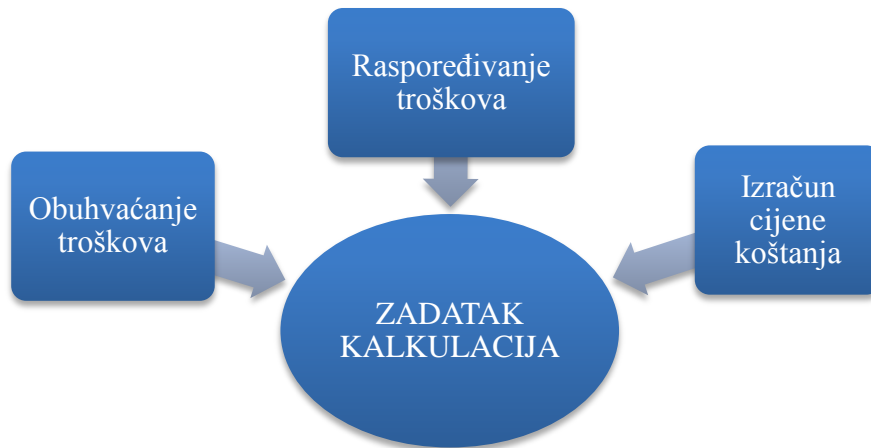 Obuhvaćanje
troškova
Raspoređivanje
troškova
Izračun
cijene
koštanja
ZADATAK
KALKULACIJA